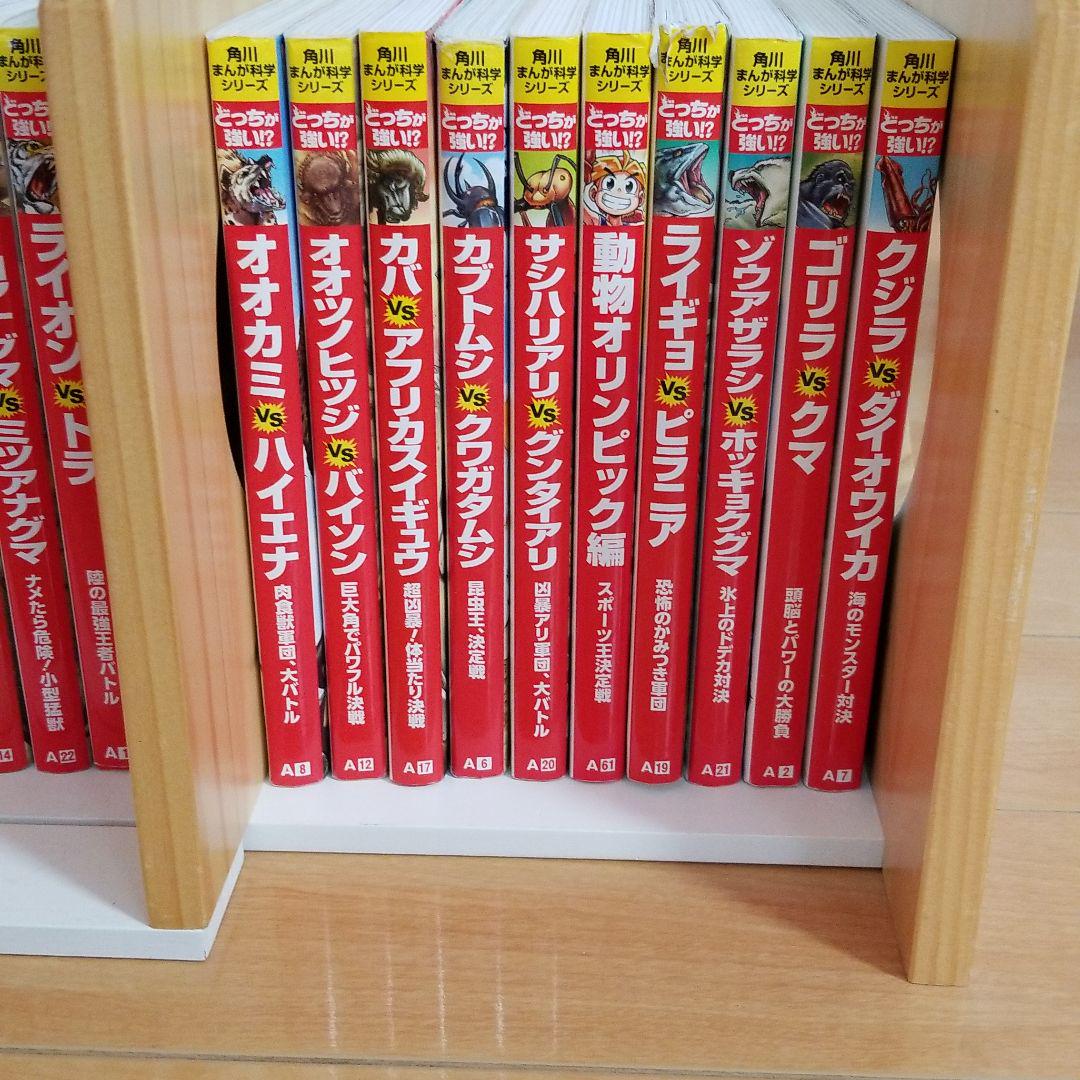 角川
まんが科学
シリーズ
どっちが
強い!?
グマVSミツアナグマ
ナメたら危険!小型猛獣
A22
ライオンVSトラ
陸の最強王者バトル
角川
まんが科学
シリーズ
どっちが
強い!?
オオカミVSハイエナ
肉食獣軍団、大バトル
A8
角川
まんが科学
シリーズ
どっちが
強い!?
オオツノヒツジVSバイソン
巨大角でパワフル決戦
A12
角川
まんが科学
シリーズ
どっちが
強い!?
カバVSアフリカスイギュウ
超凶暴!体当たり決戦
A17
角川
まんが科学
シリーズ
どっちが
強い!?
カブトムシVSクワガタムシ
昆虫王、決定戦
A6
角川
まんが科学
シリーズ
どっちが
強い!?
サシハリアリVSグンタイアリ
凶暴アリ軍団、大バトル
A20
角川
まんが科学
シリーズ
どっちが
強い!?
動物オリンピック編
スポーツ王決定戦
A61
角川
まんが科学
シリーズ
どっちが
強い!?
ライギョVSピラニア
恐怖のかみつき軍団
A19
角川
まんが科学
シリーズ
どっちが
強い!?
ゾウアザラシVSホッキョクグマ
氷上のドデカ対決
A21
角川
まんが科学
シリーズ
どっちが
強い!?
ゴリラVSクマ
頭脳とパワーの大勝負
A2
角川
まんが科学
シリーズ
どっちが
強い!?
クジラVSダイオウイカ
海のモンスター対決
A7